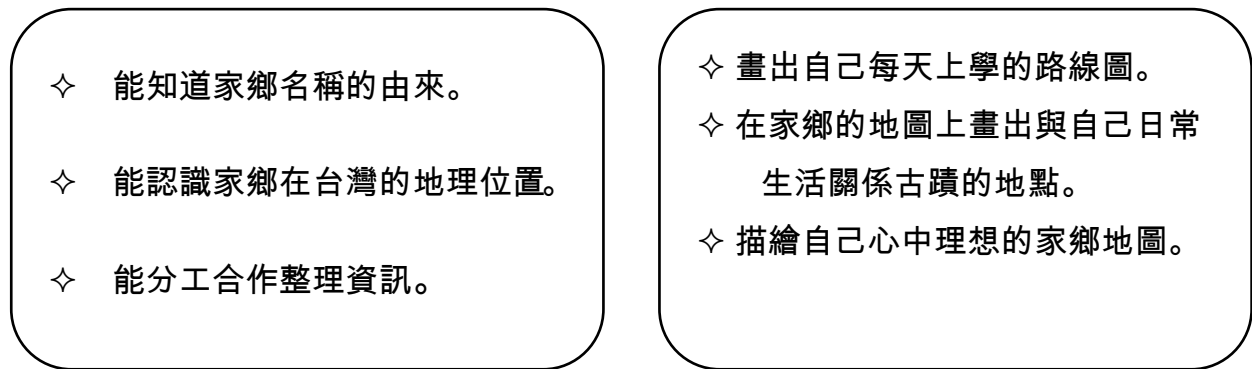 ✧ 能知道家鄉名稱的由來。
✧ 能認識家鄉在台灣的地理位置。
✧ 能分工合作整理資訊。
✧ 畫出自己每天上學的路線圖。
✧ 在家鄉的地圖上畫出與自己日常
生活關係古蹟的地點。
✧ 描繪自己心中理想的家鄉地圖。